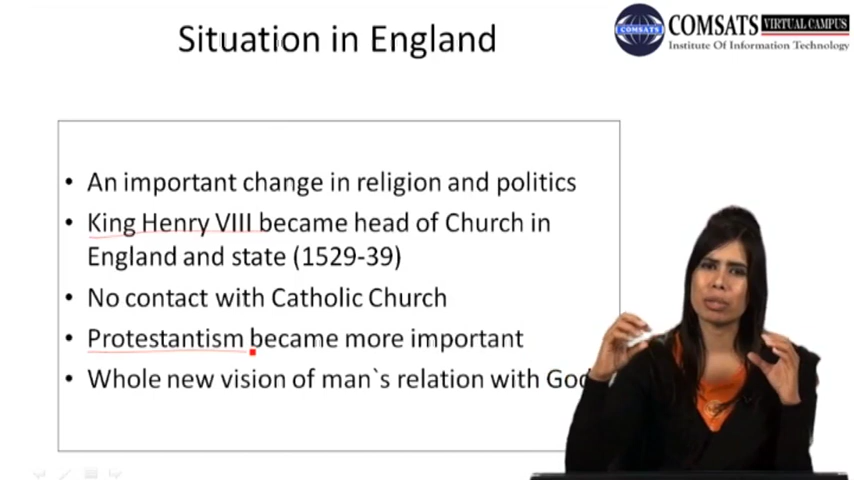 Situation in England
COMSATS VIRTUAL CAMPUS
Institute Of Information Technology
COMSATS
• An important change in religion and politics
• King Henry VIII became head of Church in
England and state (1529-39)
• No contact with Catholic Church
• Protestantism became more important
• Whole new vision of man`s relation with God